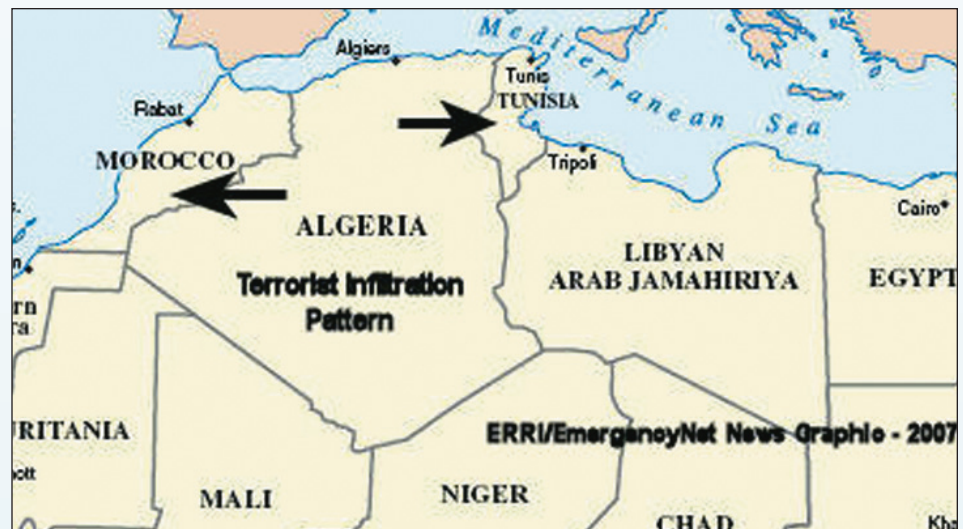 Mediterranean Sea
Algiers
Tunis
TUNISIA
Rabat
MOROCCO
Tripoli
Cairo
ALGERIA
LIBYAN
ARAB JAMAHIRIYA
EGYPT
Terrorist Infiltration
Pattern
RITANIA
ERRI/EmergencyNet News Graphic - 2007
MALI
NIGER
CHAD